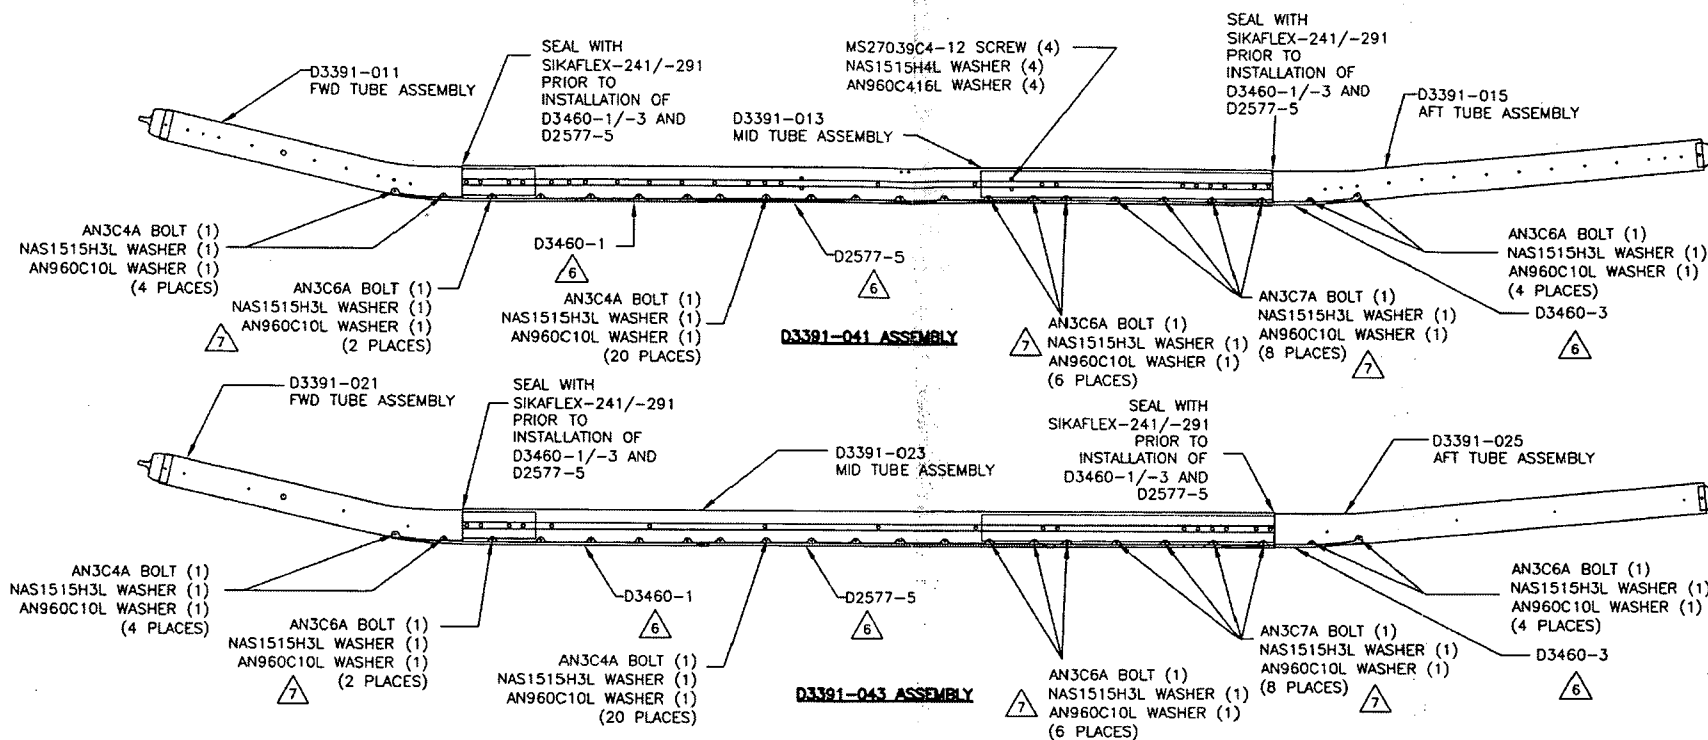 D3391-011
FWD TUBE ASSEMBLY
SEAL WITH
SIKAFLEX-241/-291
PRIOR TO
INSTALLATION OF
D3460-1/-3 AND
D2577-5
MS27039C4-12 SCREW (4)
NAS1515H4L WASHER (4)
AN960C416L WASHER (4)
D3391-013
MID TUBE ASSEMBLY
SEAL WITH
SIKAFLEX-241/-291
PRIOR TO
INSTALLATION OF
D3460-1/-3 AND
D2577-5
D3391-015
AFT TUBE ASSEMBLY
AN3C4A BOLT (1)
NAS1515H3L WASHER (1)
AN960C10L WASHER (1)
(4 PLACES)
AN3C6A BOLT (1)
NAS1515H3L WASHER (1)
AN960C10L WASHER (1)
(2 PLACES)
7
D3460-1
6
AN3C4A BOLT (1)
NAS1515H3L WASHER (1)
AN960C10L WASHER (1)
(20 PLACES)
D2577-5
6
D3391-041 ASSEMBLY
7
AN3C6A BOLT (1)
NAS1515H3L WASHER (1)
AN960C10L WASHER (1)
(6 PLACES)
AN3C7A BOLT (1)
NAS1515H3L WASHER (1)
AN960C10L WASHER (1)
(8 PLACES)
7
AN3C6A BOLT (1)
NAS1515H3L WASHER (1)
AN960C10L WASHER (1)
(4 PLACES)
D3460-3
6
D3391-021
FWD TUBE ASSEMBLY
SEAL WITH
SIKAFLEX-241/-291
PRIOR TO
INSTALLATION OF
D3460-1/-3 AND
D2577-5
D3391-023
MID TUBE ASSEMBLY
SEAL WITH
SIKAFLEX-241/-291
PRIOR TO
INSTALLATION OF
D3460-1/-3 AND
D2577-5
D3391-025
AFT TUBE ASSEMBLY
AN3C4A BOLT (1)
NAS1515H3L WASHER (1)
AN960C10L WASHER (1)
(4 PLACES)
AN3C6A BOLT (1)
NAS1515H3L WASHER (1)
AN960C10L WASHER (1)
(2 PLACES)
7
D3460-1
6
AN3C4A BOLT (1)
NAS1515H3L WASHER (1)
AN960C10L WASHER (1)
(20 PLACES)
D2577-5
6
D3391-043 ASSEMBLY
7
AN3C6A BOLT (1)
NAS1515H3L WASHER (1)
AN960C10L WASHER (1)
(6 PLACES)
AN3C7A BOLT (1)
NAS1515H3L WASHER (1)
AN960C10L WASHER (1)
(8 PLACES)
7
AN3C6A BOLT (1)
NAS1515H3L WASHER (1)
AN960C10L WASHER (1)
(4 PLACES)
D3460-3
6